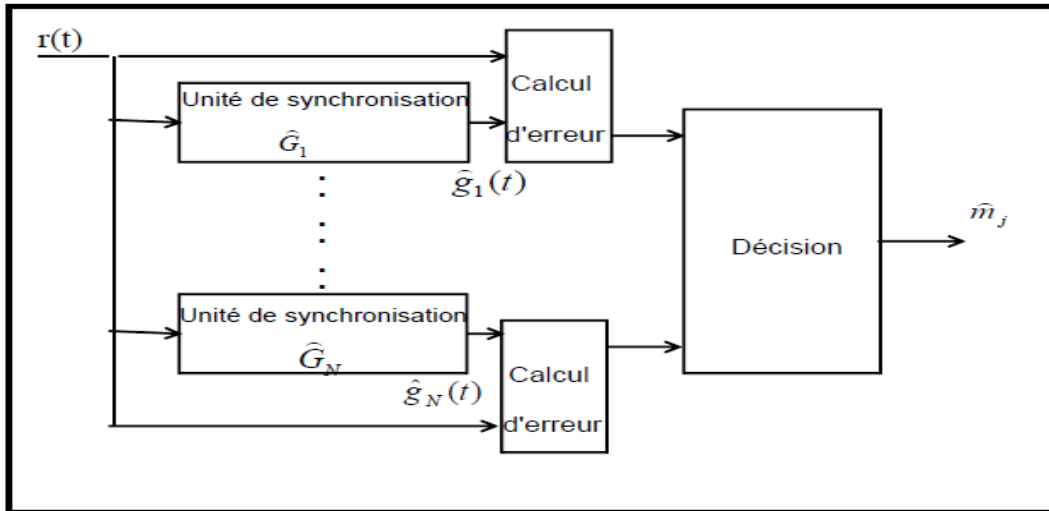 r(t)
Calcul
d'erreur
Unité de synchronisation
Ĝ₁
ĝ₁(t)
Décision
m̂ⱼ
Unité de synchronisation
Ĝ_N
ĝ_N(t)
Calcul
d'erreur